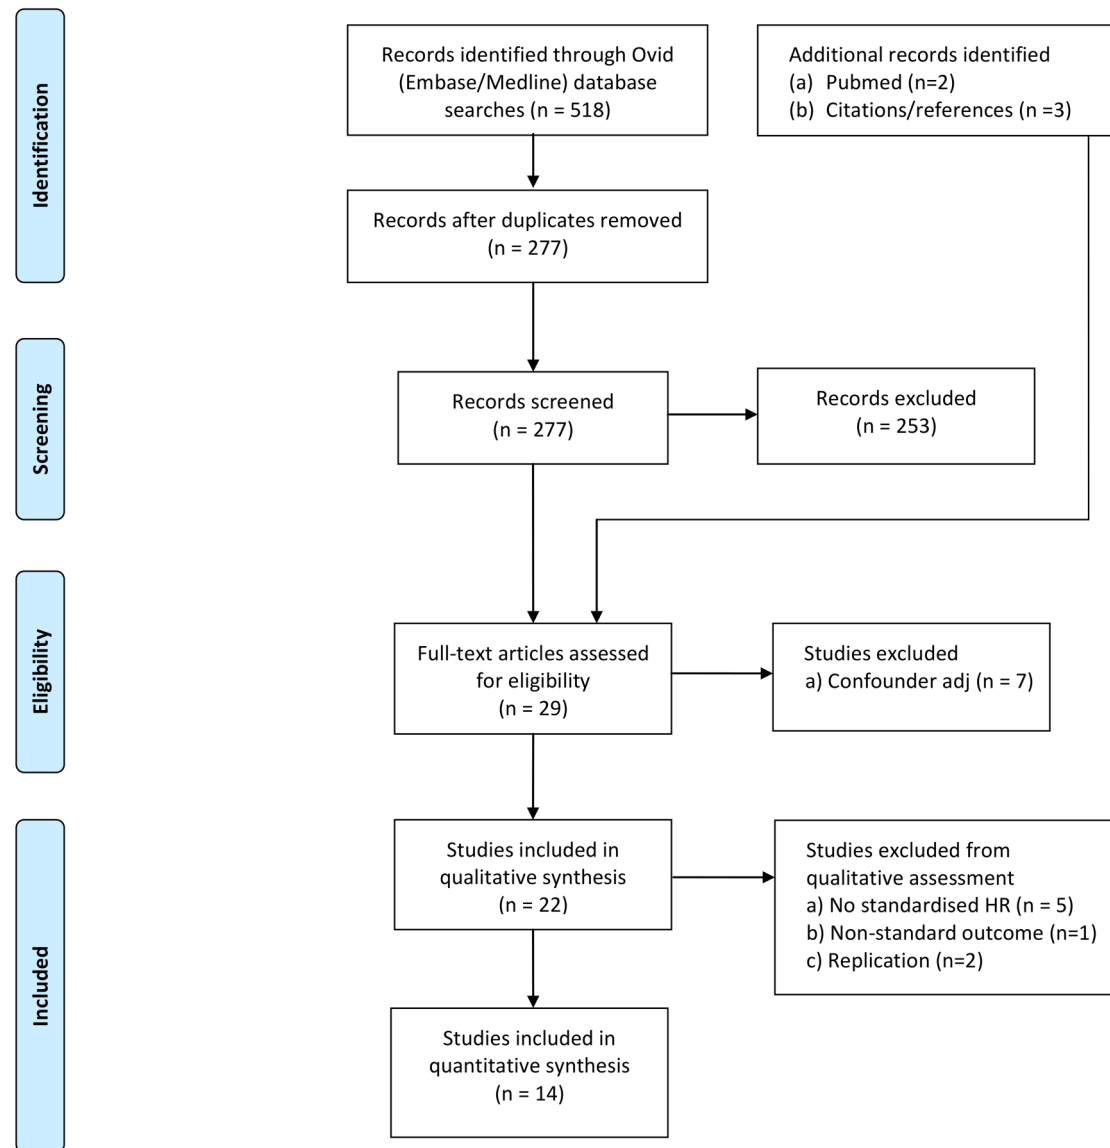 Identification
Records identified through Ovid
(Embase/Medline) database
searches (n = 518)
Additional records identified
(a) Pubmed (n=2)
(b) Citations/references (n =3)
Records after duplicates removed
(n = 277)
Screening
Records screened
(n = 277)
Records excluded
(n = 253)
Eligibility
Full-text articles assessed
for eligibility
(n = 29)
Studies excluded
a) Confounder adj (n = 7)
Included
Studies included in
qualitative synthesis
(n = 22)
Studies excluded from
qualitative assessment
a) No standardised HR (n = 5)
b) Non-standard outcome (n=1)
c) Replication (n=2)
Studies included in
quantitative synthesis
(n = 14)